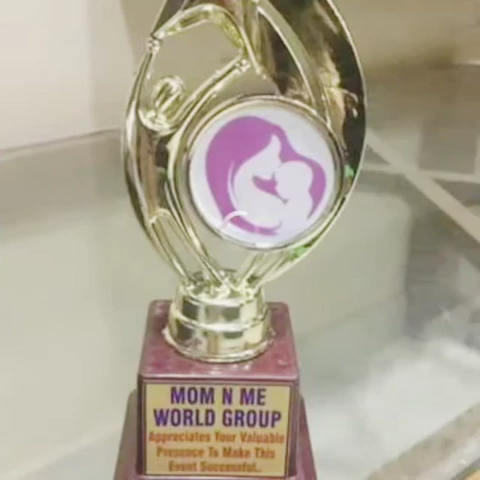 MOM N ME
WORLD GROUP
Appreciates Your Valuable
Presence To Make This
Event Successful..